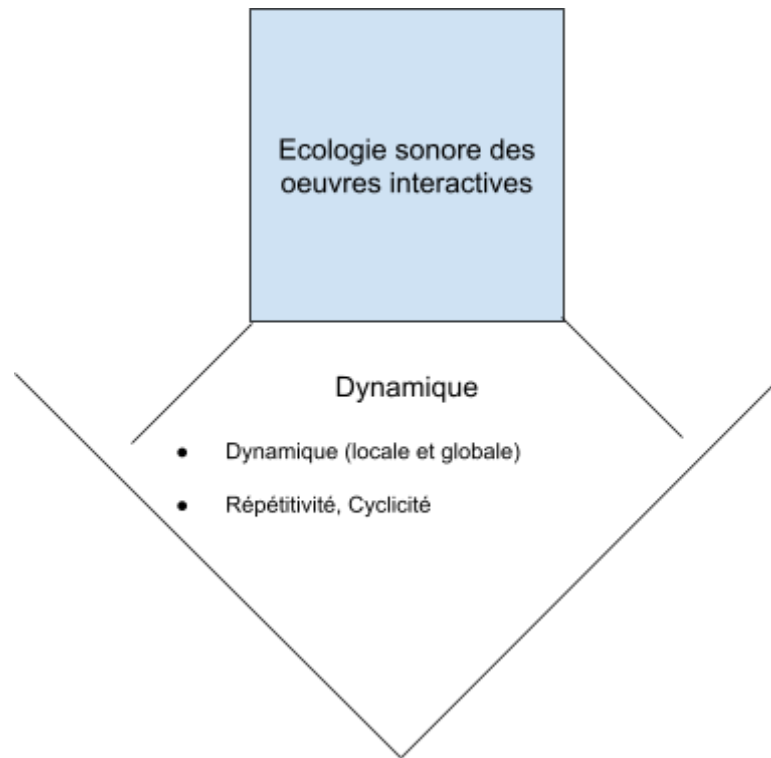 Ecologie sonore des
oeuvres interactives
Dynamique
● Dynamique (locale et globale)
● Répétitivité, Cyclicité